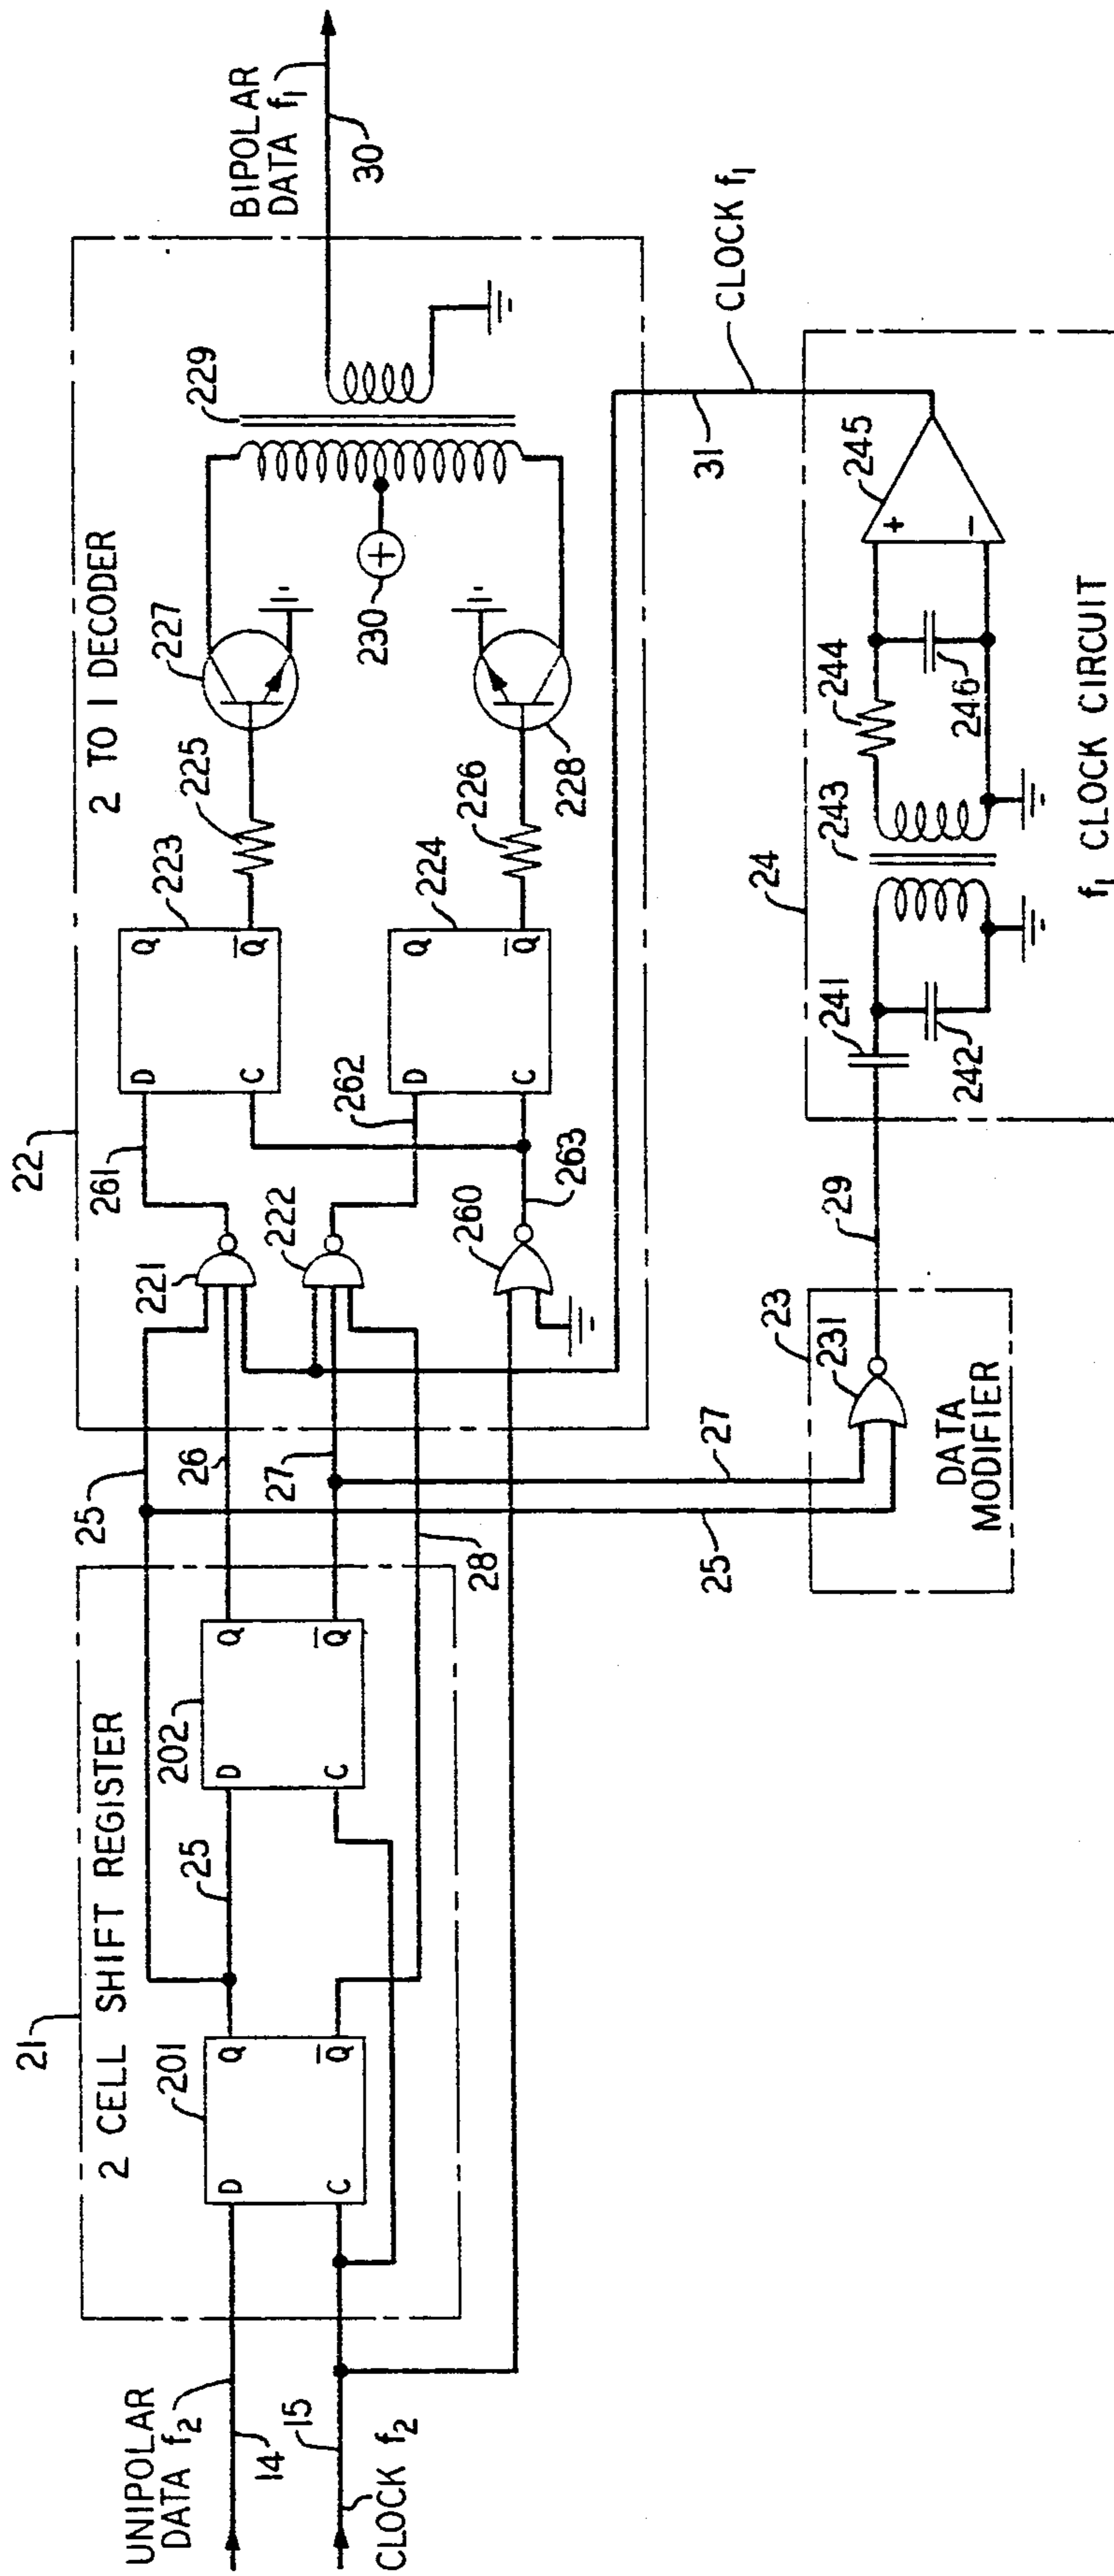 UNIPOLAR
DATA f2
14
15
CLOCK f2
21
2 CELL SHIFT REGISTER
201
D
Q
C
Q
25
202
D
Q
C
Q
25
26
27
28
25
27
22
2 TO 1 DECODER
221
222
260
261
262
263
D
Q
C
Q
223
D
Q
C
Q
224
225
226
227
228
229
230
BIPOLAR
DATA f1
30
CLOCK f1
31
23
231
DATA
MODIFIER
29
24
241
242
243
244
245
246
+
+
-
f1 CLOCK CIRCUIT